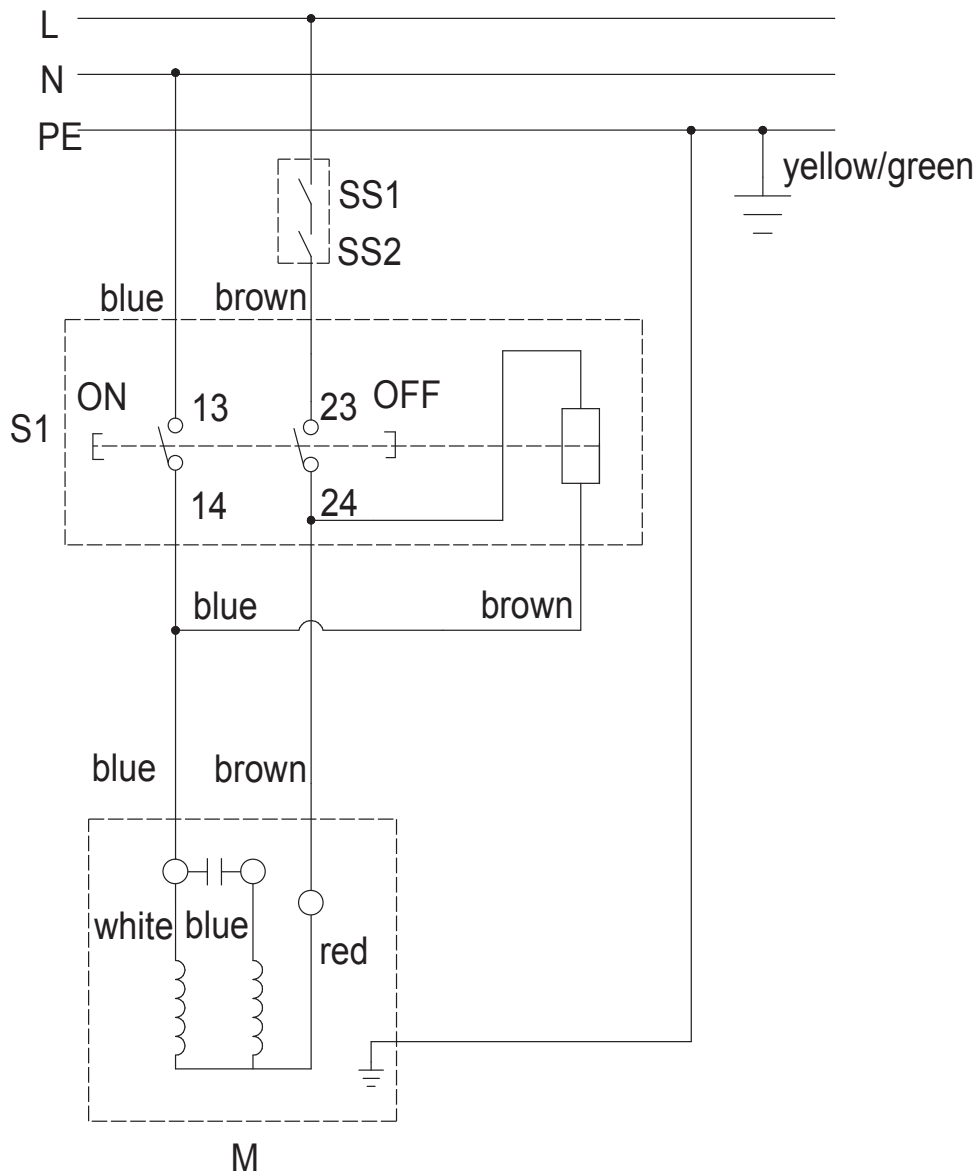 L
N
PE
yellow/green
SS1
SS2
blue brown
ON 13 23 OFF
S1
14 24
blue brown
blue brown
white blue red
M